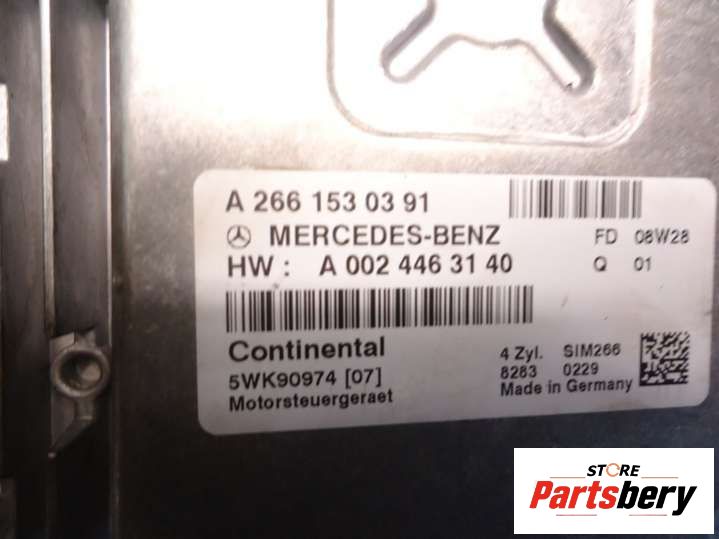 A 266 153 03 91
MERCEDES-BENZ
FD 08W28
HW : A 002 446 31 40
Q 01
Continental
5WK90974 [07]
Motorsteuergeraet
4 Zyl. SIM266
8283 0229
Made in Germany
STORE
Partsbery